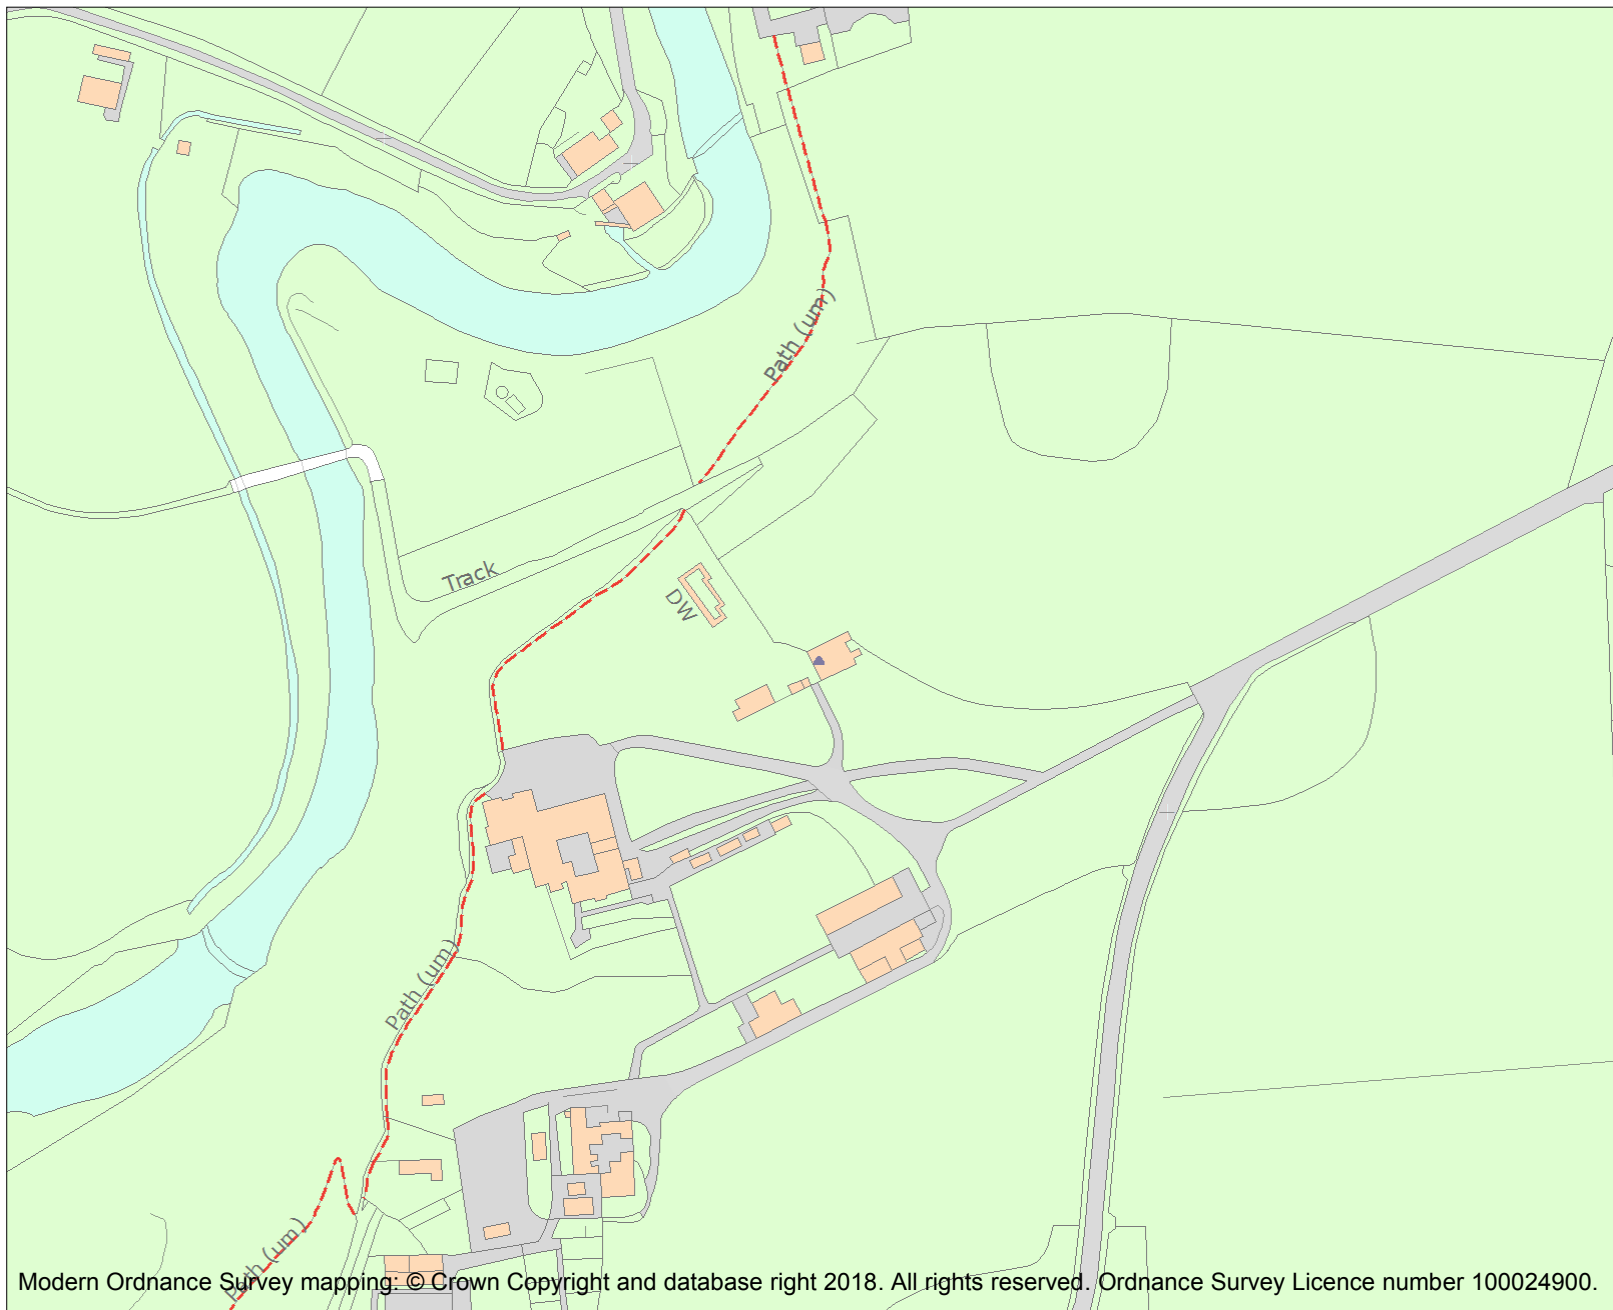 Path (um)
Track
DW
Path (um)
Path (um)
Modern Ordnance Survey mapping: © Crown Copyright and database right 2018. All rights reserved. Ordnance Survey Licence number 100024900.